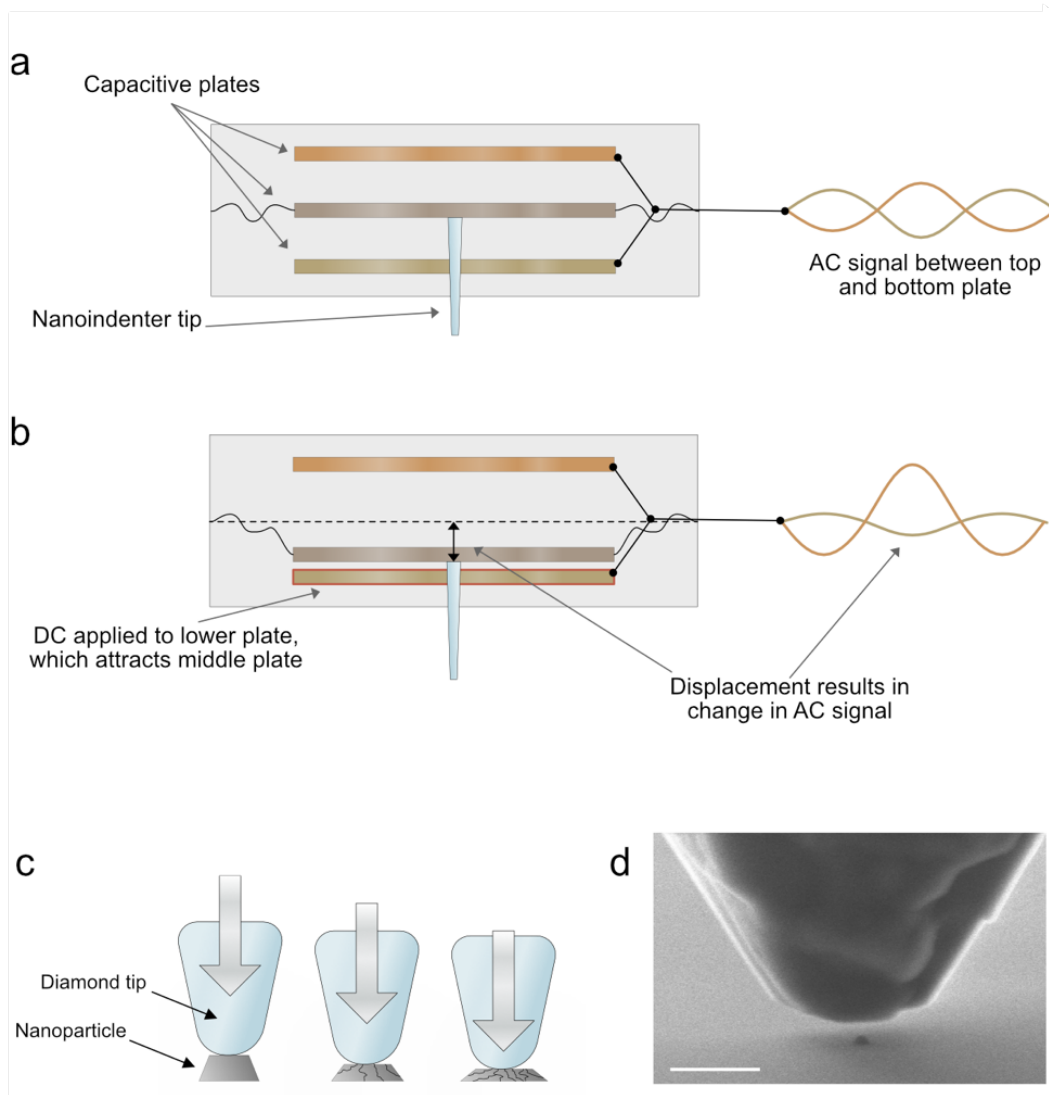 a
Capacitive plates
Nanoindenter tip
AC signal between top
and bottom plate
b
DC applied to lower plate,
which attracts middle plate
Displacement results in
change in AC signal
c
Diamond tip
Nanoparticle
d